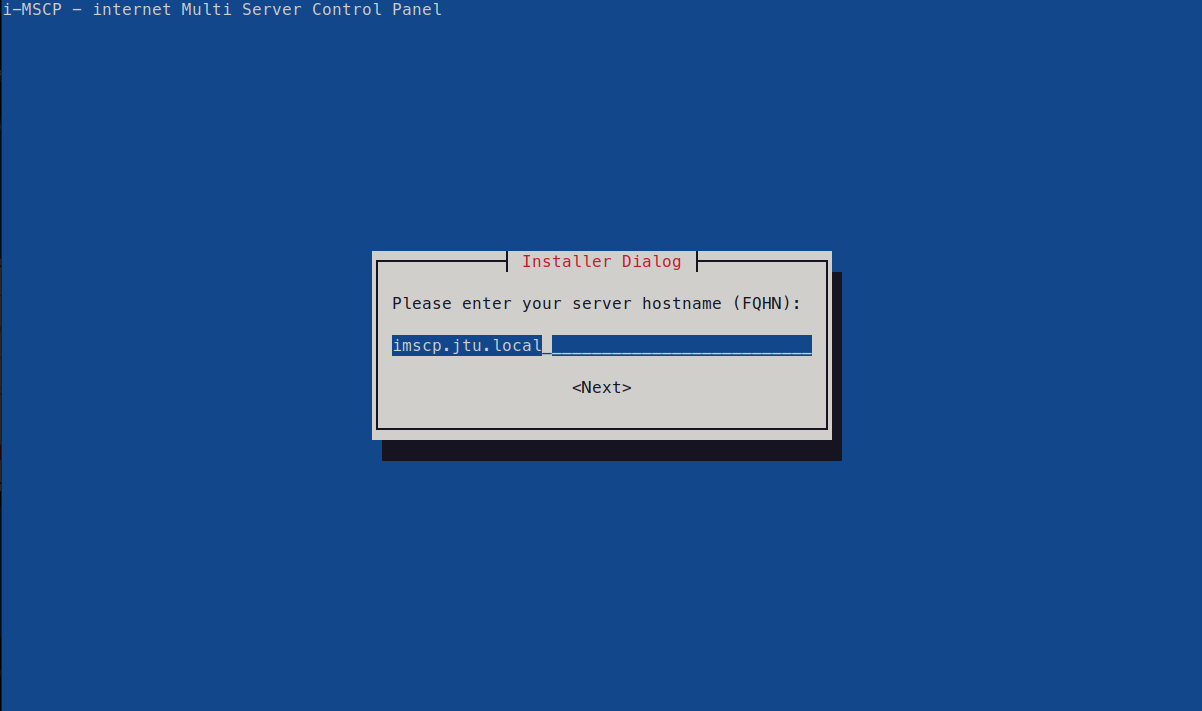 i-MSCP - internet Multi Server Control Panel
Installer Dialog
Please enter your server hostname (FQHN):
imscp.jtu.local
<Next>